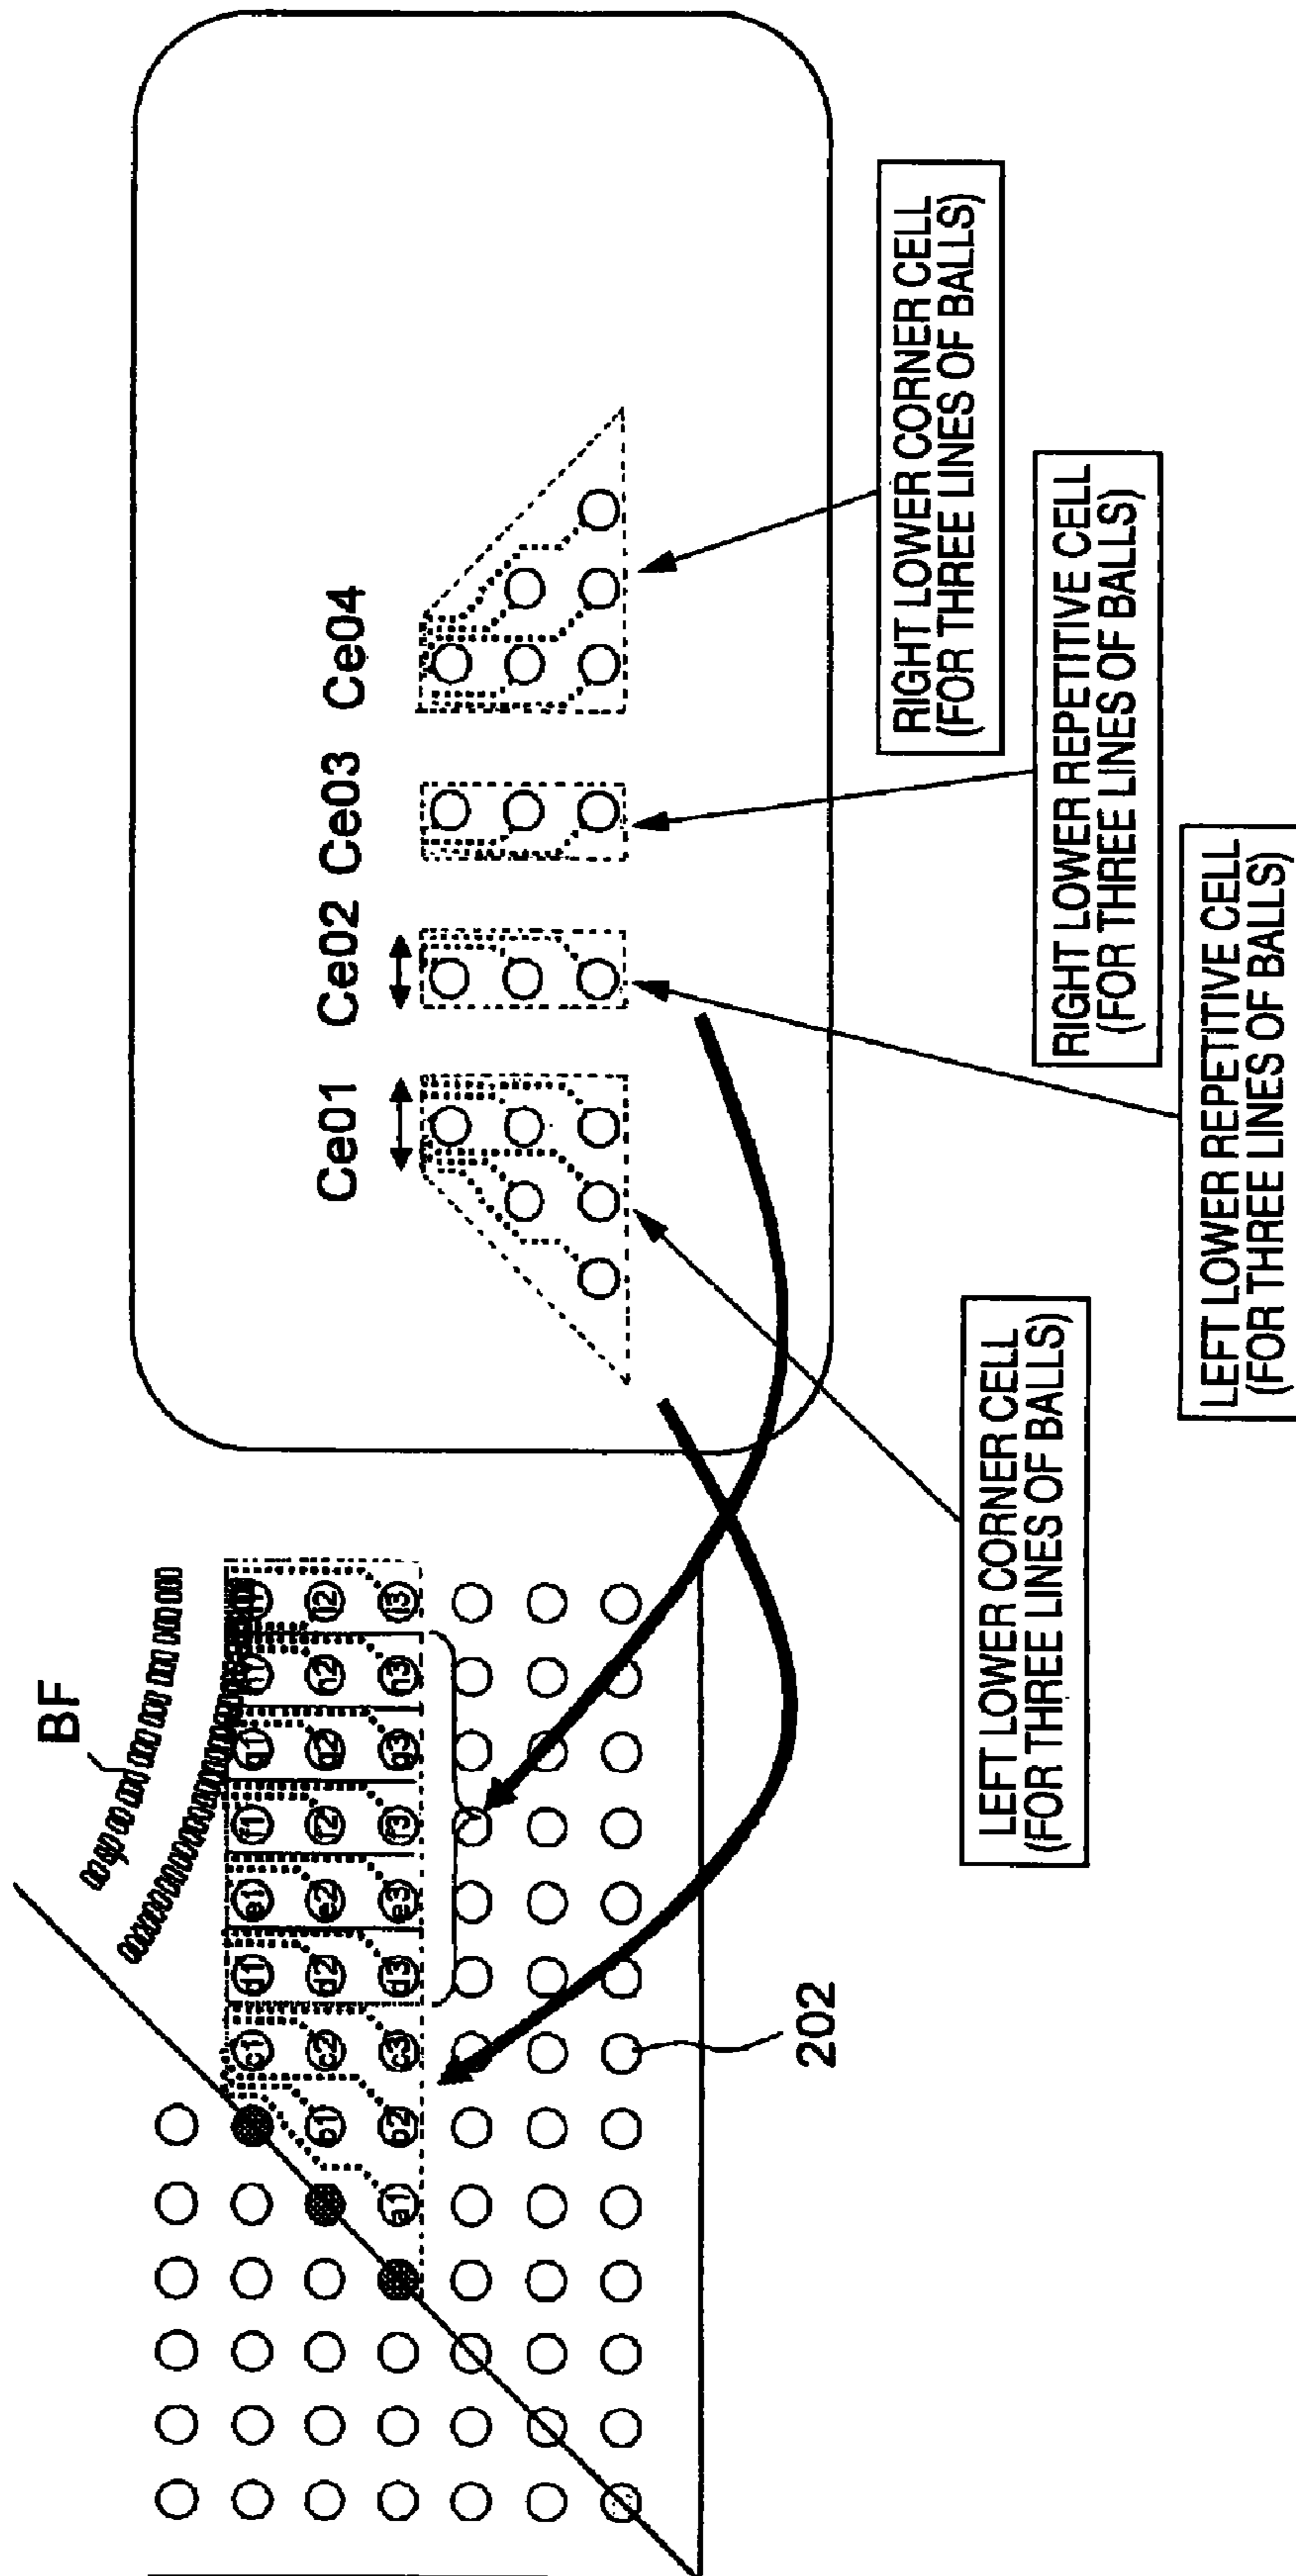 BF
c1 d1 e1 f1 g1
b1 c2 d2 e2 f2 g2 h2 i2
a1 b2 c3 d3 e3 f3 g3 h3 i3
202
Ce01 Ce02 Ce03 Ce04
LEFT LOWER CORNER CELL
(FOR THREE LINES OF BALLS)
LEFT LOWER REPETITIVE CELL
(FOR THREE LINES OF BALLS)
RIGHT LOWER REPETITIVE CELL
(FOR THREE LINES OF BALLS)
RIGHT LOWER CORNER CELL
(FOR THREE LINES OF BALLS)